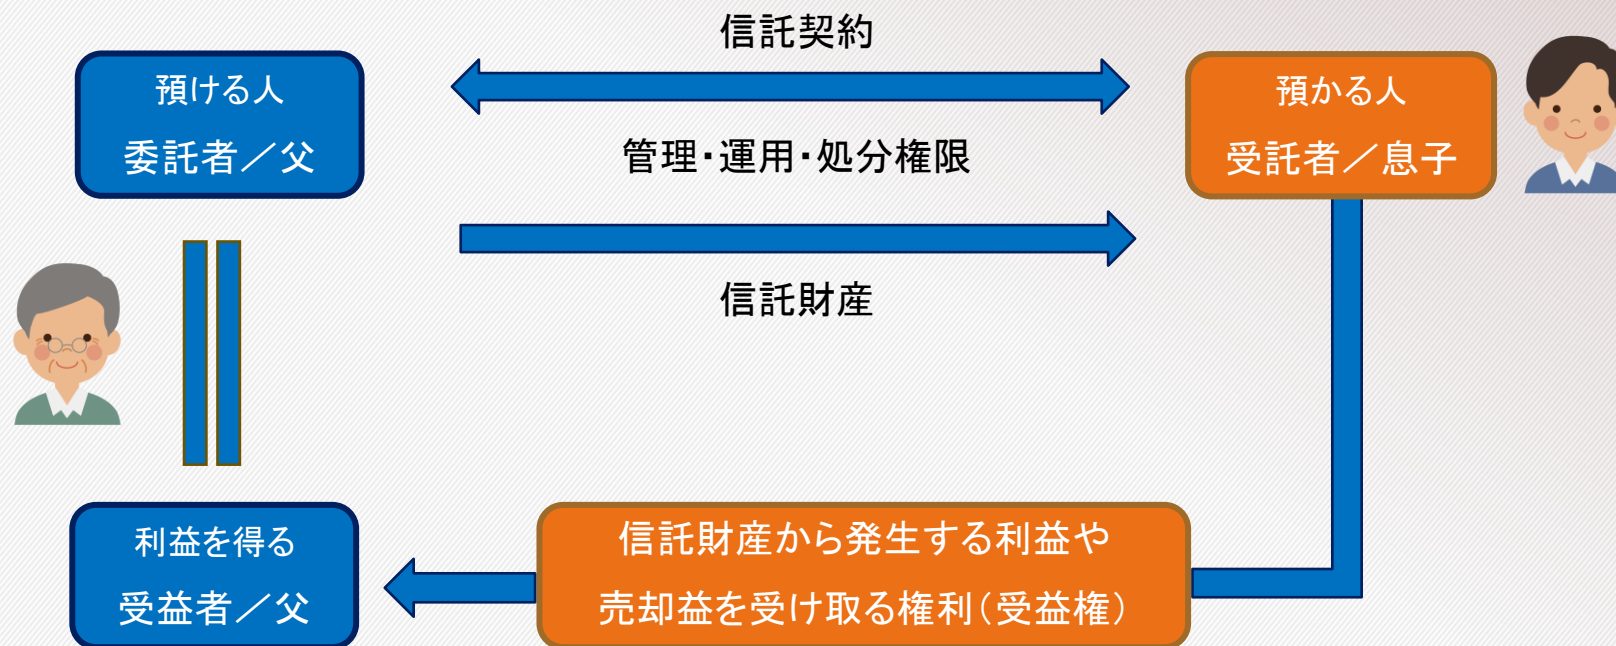 信託契約
預ける人
委託者／父
預かる人
受託者／息子
管理・運用・処分権限
信託財産
利益を得る
受益者／父
信託財産から発生する利益や
売却益を受け取る権利（受益権）